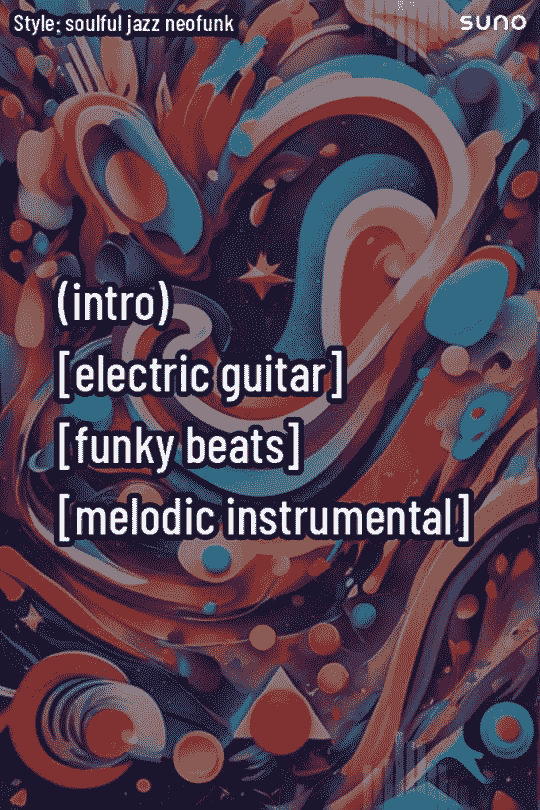 Style: soulful jazz neofunk
suno
(intro)
[electric guitar]
[funky beats]
[melodic instrumental]